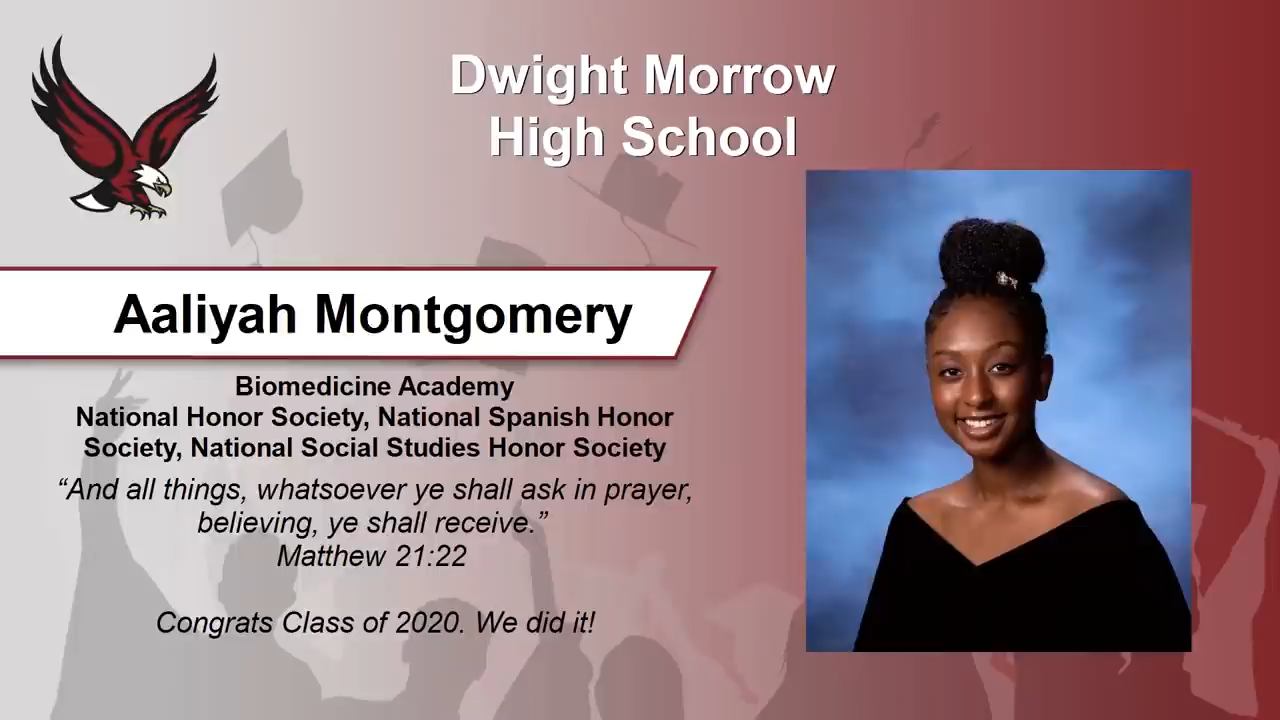 Dwight Morrow
High School
Aaliyah Montgomery
Biomedicine Academy
National Honor Society, National Spanish Honor
Society, National Social Studies Honor Society
“And all things, whatsoever ye shall ask in prayer,
believing, ye shall receive.”
Matthew 21:22
Congrats Class of 2020. We did it!